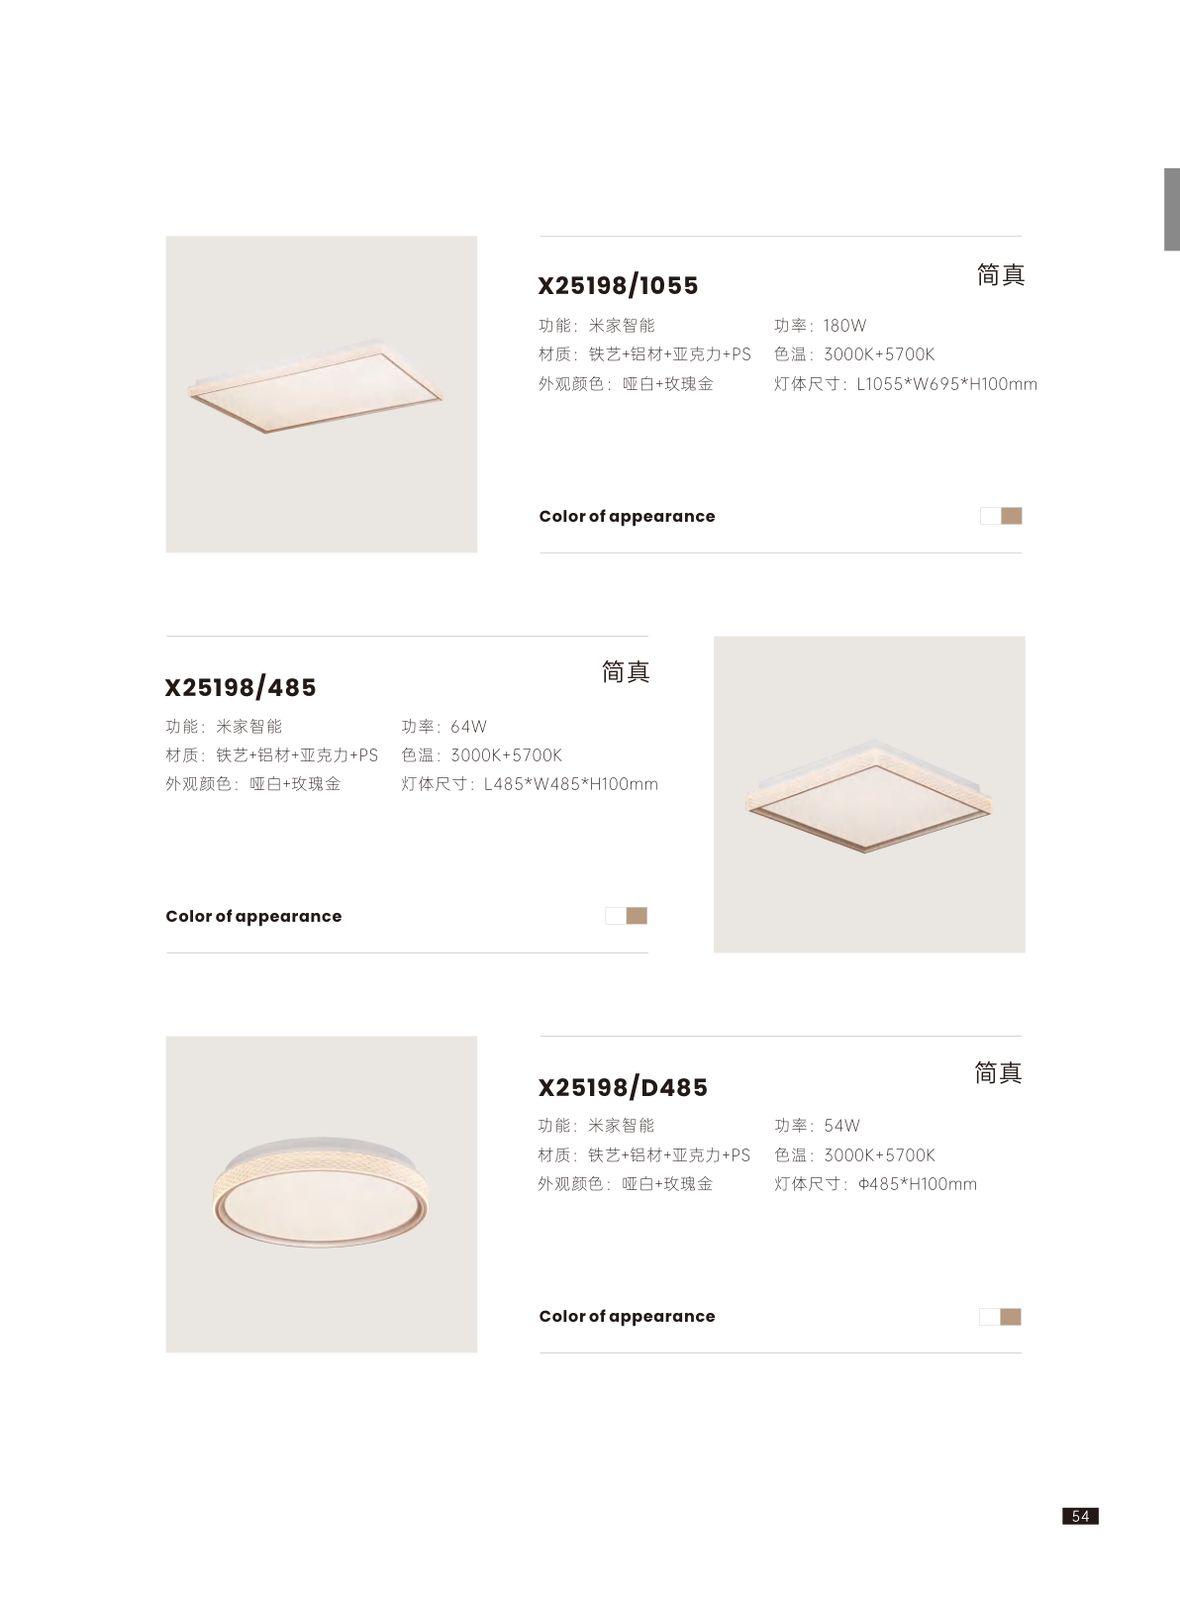 X25198/1055
简真
功能：米家智能
功率：180W
材质：铁艺+铝材+亚克力+PS
色温：3000K+5700K
外观颜色：哑白+玫瑰金
灯体尺寸：L1055*W695*H100mm
Color of appearance
X25198/485
简真
功能：米家智能
功率：64W
材质：铁艺+铝材+亚克力+PS
色温：3000K+5700K
外观颜色：哑白+玫瑰金
灯体尺寸：L485*W485*H100mm
Color of appearance
X25198/D485
简真
功能：米家智能
功率：54W
材质：铁艺+铝材+亚克力+PS
色温：3000K+5700K
外观颜色：哑白+玫瑰金
灯体尺寸：Φ485*H100mm
Color of appearance
54